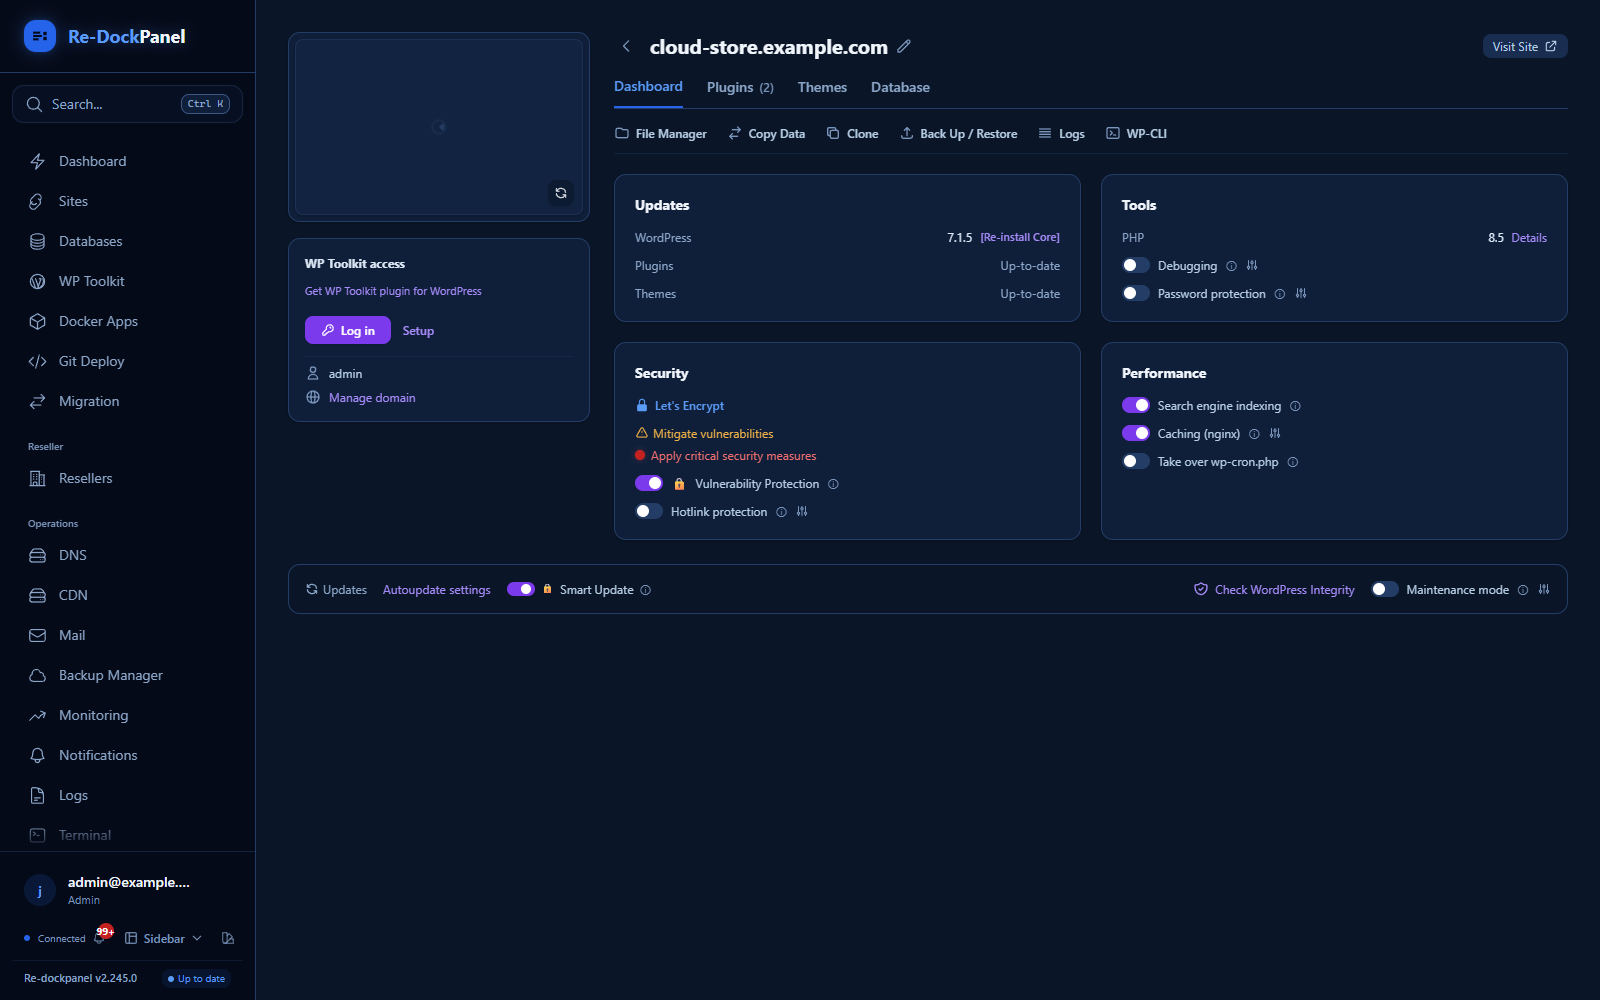 Re-DockPanel
Search...
Ctrl K
Dashboard
Sites
Databases
WP Toolkit
Docker Apps
Git Deploy
Migration
Reseller
Resellers
Operations
DNS
CDN
Mail
Backup Manager
Monitoring
Notifications
Logs
Terminal
j
admin@example....
Admin
Connected
99+
Sidebar
Re-dockpanel v2.245.0
Up to date
WP Toolkit access
Get WP Toolkit plugin for WordPress
Log in
Setup
admin
Manage domain
cloud-store.example.com
Visit Site
Dashboard
Plugins (2)
Themes
Database
File Manager
Copy Data
Clone
Back Up / Restore
Logs
WP-CLI
Updates
WordPress 7.1.5 [Re-install Core]
Plugins Up-to-date
Themes Up-to-date
Tools
PHP 8.5 Details
Debugging
Password protection
Security
Let's Encrypt
Mitigate vulnerabilities
Apply critical security measures
Vulnerability Protection
Hotlink protection
Performance
Search engine indexing
Caching (nginx)
Take over wp-cron.php
Updates
Autoupdate settings
Smart Update
Check WordPress Integrity
Maintenance mode